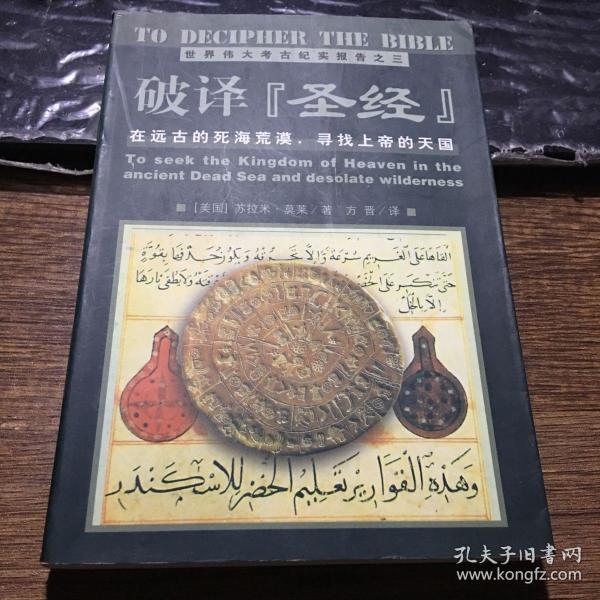 TO DECIPHER THE BIBLE
世界伟大考古纪实报告之三
破译『圣经』
在远古的死海荒漠．寻找上帝的天国
To seek the Kingdom of Heaven in the
ancient Dead Sea and desolate wilderness
[美国]苏拉米·莫莱/著 方晋/译
وهذه القوارير تعليم الخضر للاسكندر
孔夫子旧书网
www.kongfz.com